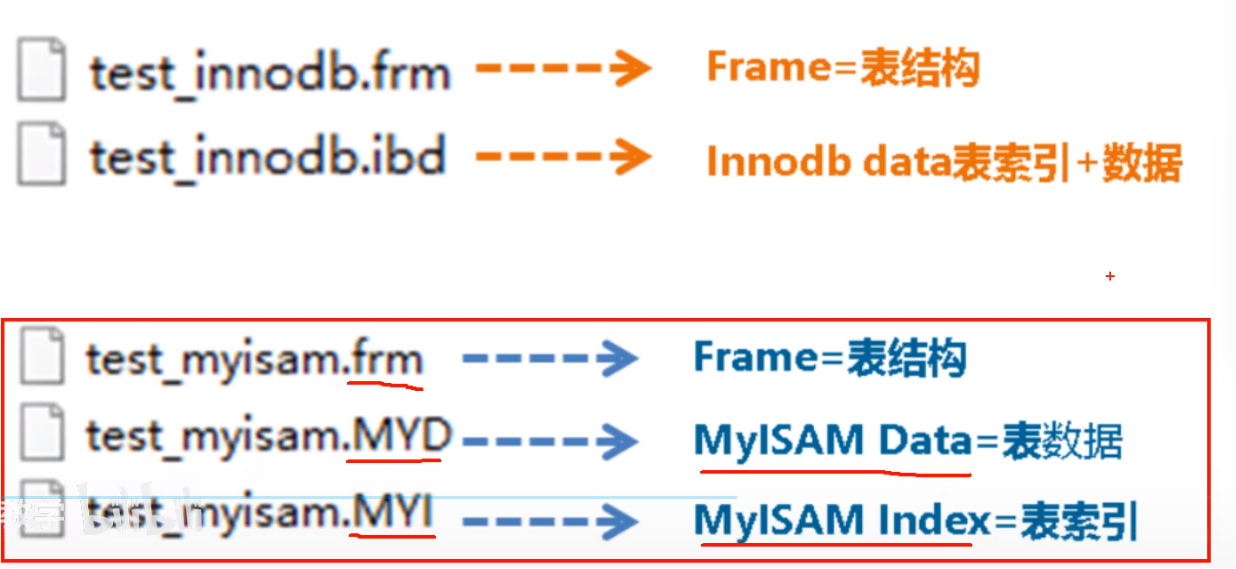 test_innodb.frm Frame=表结构
test_innodb.ibd Innodb data表索引+数据
test_myisam.frm Frame=表结构
test_myisam.MYD MyISAM Data=表数据
test_myisam.MYI MyISAM Index=表索引